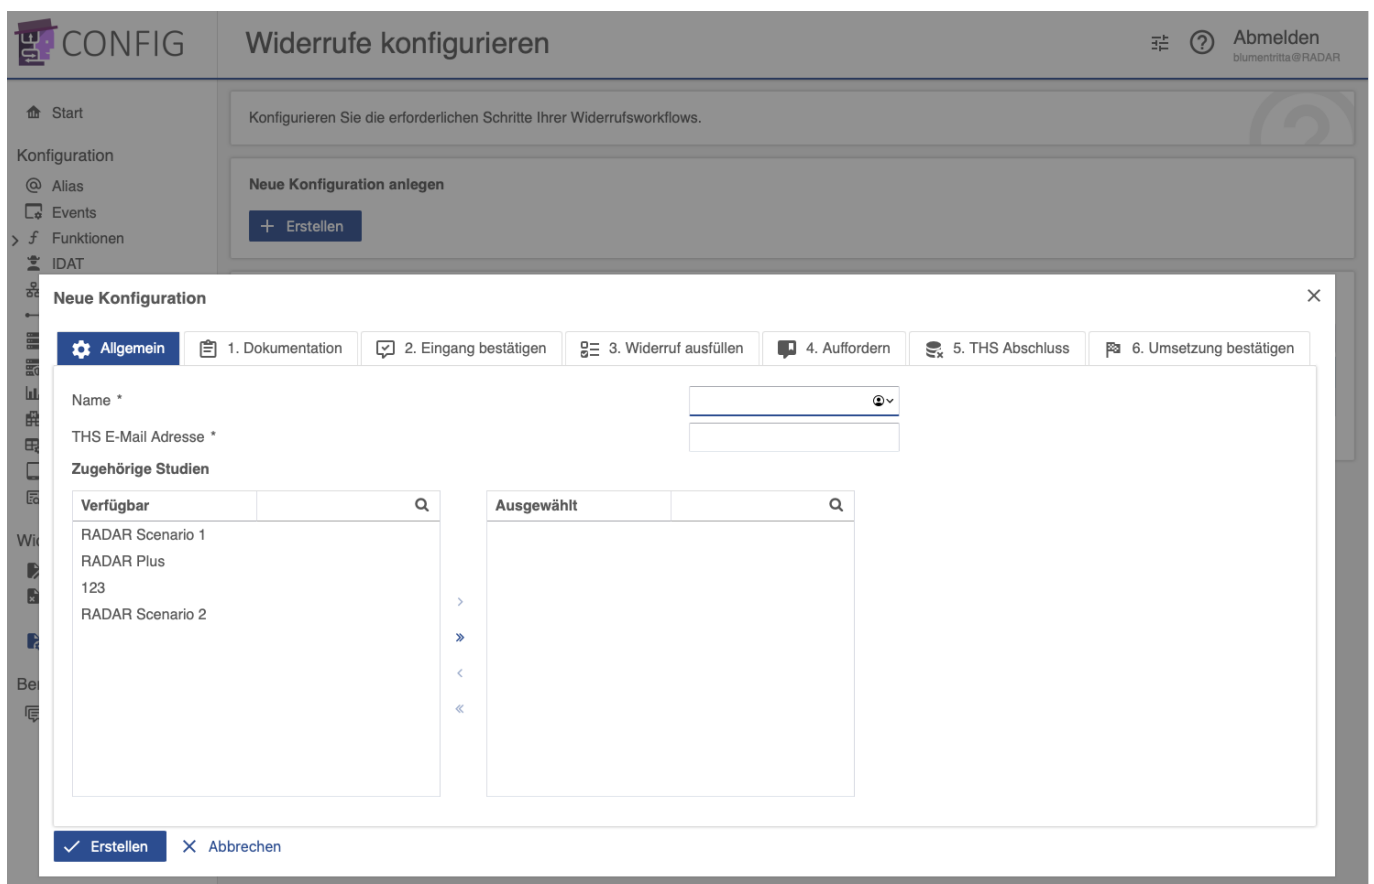 CONFIG
Widerrufe konfigurieren
Abmelden
blumentritta@RADAR
Start
Konfigurieren Sie die erforderlichen Schritte Ihrer Widerrufsworkflows.
Konfiguration
Alias
Neue Konfiguration anlegen
Events
Erstellen
Funktionen
IDAT
Neue Konfiguration
Allgemein
1. Dokumentation
2. Eingang bestätigen
3. Widerruf ausfüllen
4. Auffordern
5. THS Abschluss
6. Umsetzung bestätigen
Name *
THS E-Mail Adresse *
Zugehörige Studien
Verfügbar
Ausgewählt
RADAR Scenario 1
RADAR Plus
123
RADAR Scenario 2
Erstellen
Abbrechen